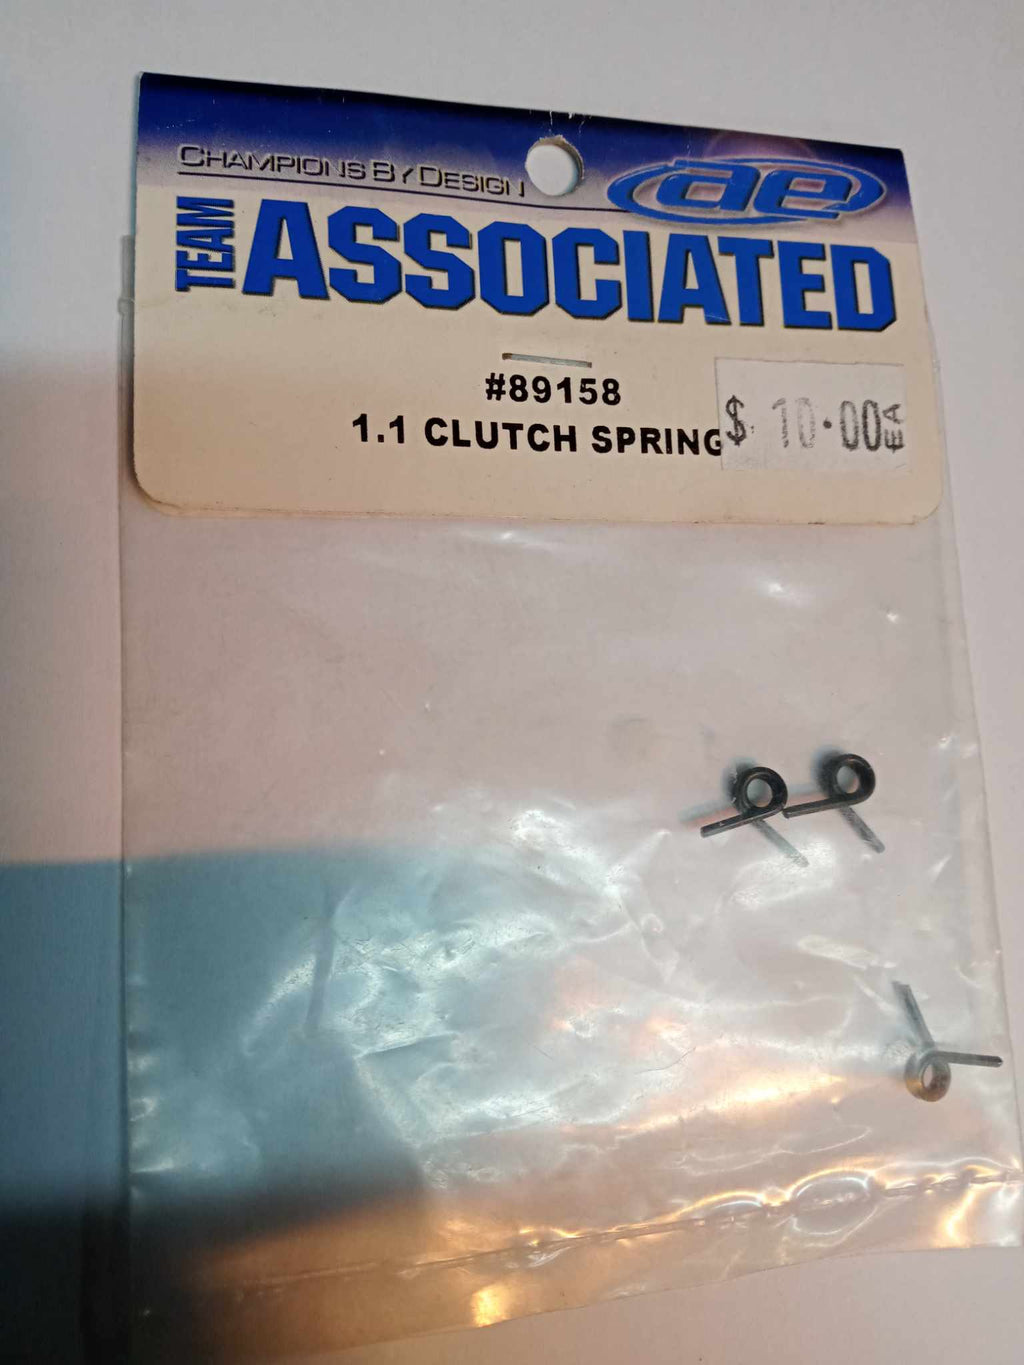 CHAMPIONS BY DESIGN
ae
TEAM
ASSOCIATED
#89158
1.1 CLUTCH SPRING
$ 10.00 EA